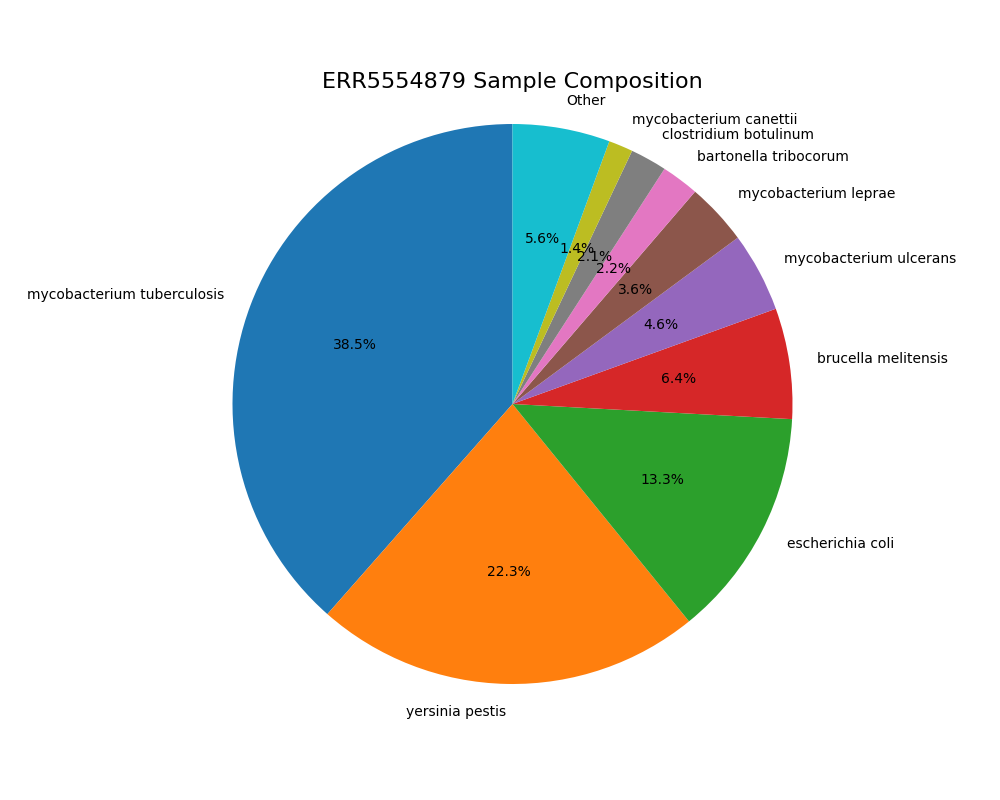 ERR5554879 Sample Composition
Other
mycobacterium canettii
clostridium botulinum
bartonella tribocorum
mycobacterium leprae
mycobacterium ulcerans
brucella melitensis
escherichia coli
yersinia pestis
mycobacterium tuberculosis
5.6%
1.4%
2.1%
2.2%
3.6%
4.6%
6.4%
13.3%
22.3%
38.5%